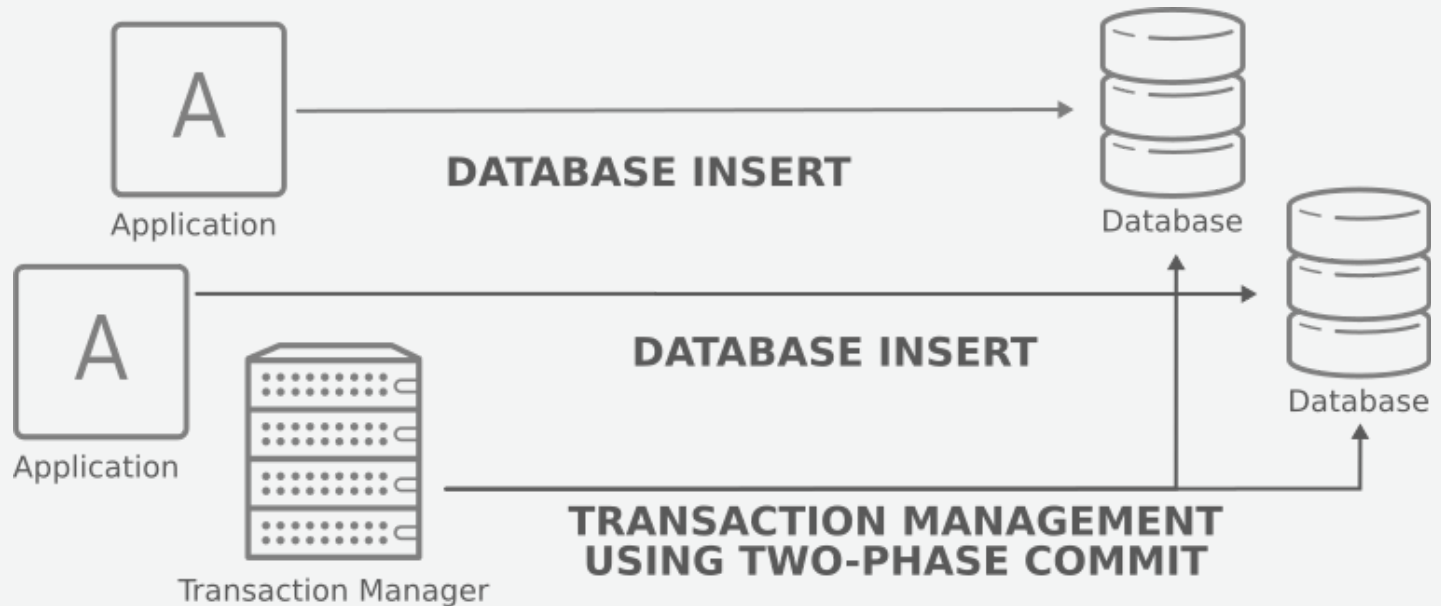 A
DATABASE INSERT
Application
Database
A
DATABASE INSERT
Database
Application
TRANSACTION MANAGEMENT
USING TWO-PHASE COMMIT
Transaction Manager